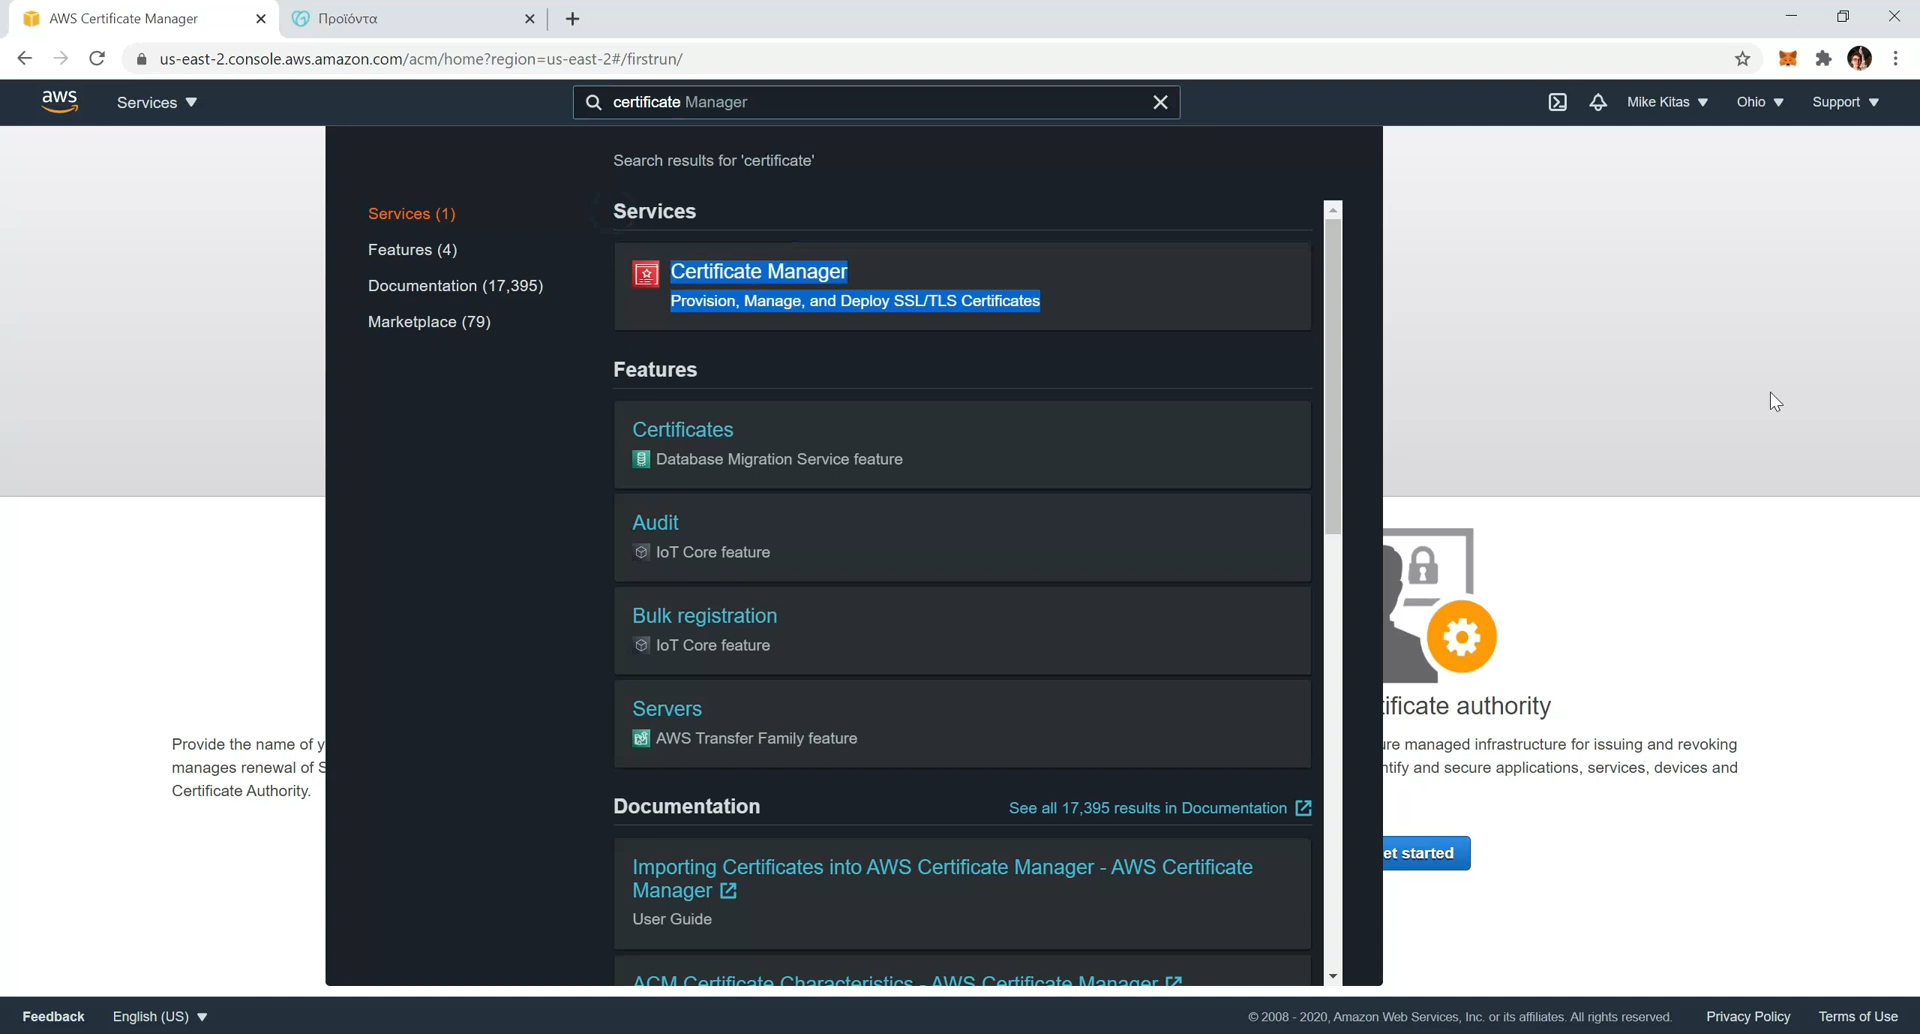 AWS Certificate Manager
Προϊόντα
us-east-2.console.aws.amazon.com/acm/home?region=us-east-2#/firstrun/
aws
Services
certificate Manager
Mike Kitas
Ohio
Support
Search results for 'certificate'
Services (1)
Features (4)
Documentation (17,395)
Marketplace (79)
Services
Certificate Manager
Provision, Manage, and Deploy SSL/TLS Certificates
Features
Certificates
Database Migration Service feature
Audit
IoT Core feature
Bulk registration
IoT Core feature
Servers
AWS Transfer Family feature
Documentation
See all 17,395 results in Documentation
Importing Certificates into AWS Certificate Manager - AWS Certificate
Manager
User Guide
ACM Certificate Characteristics - AWS Certificate Manager
Provide the name of y
manages renewal of S
Certificate Authority.
tificate authority
ure managed infrastructure for issuing and revoking
ntify and secure applications, services, devices and
et started
Feedback
English (US)
© 2008 - 2020, Amazon Web Services, Inc. or its affiliates. All rights reserved.
Privacy Policy
Terms of Use